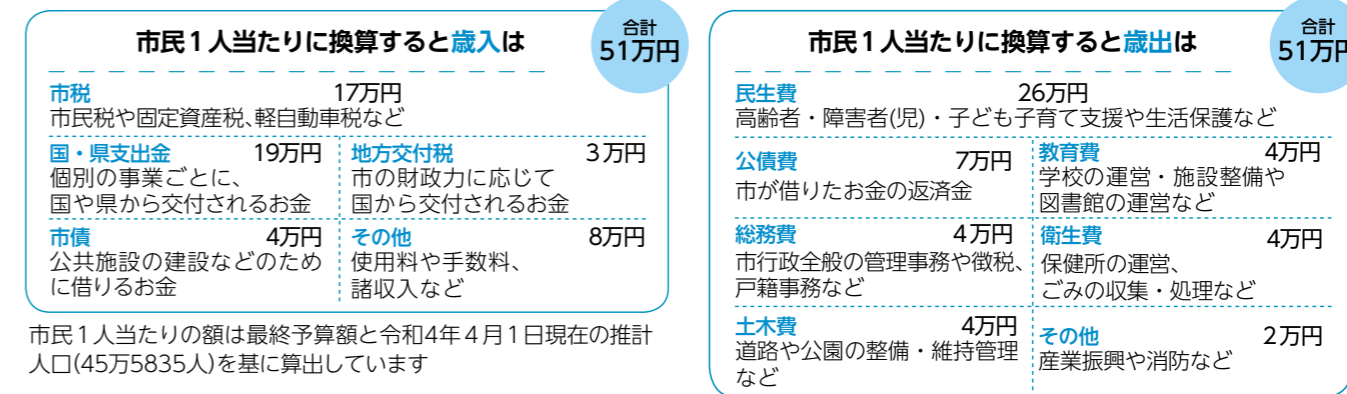 市民1人当たりに換算すると歳入は
合計
51万円
市税 17万円
市民税や固定資産税、軽自動車税など
国・県支出金 19万円
個別の事業ごとに、
国や県から交付されるお金
地方交付税 3万円
市の財政力に応じて
国から交付されるお金
市債 4万円
公共施設の建設などのため
に借りるお金
その他 8万円
使用料や手数料、
諸収入など
市民1人当たりの額は最終予算額と令和4年4月1日現在の推計
人口(45万5835人)を基に算出しています
市民1人当たりに換算すると歳出は
合計
51万円
民生費 26万円
高齢者・障害者(児)・子ども子育て支援や生活保護など
公債費 7万円
市が借りたお金の返済金
教育費 4万円
学校の運営・施設整備や
図書館の運営など
総務費 4万円
市行政全般の管理事務や徴税、
戸籍事務など
衛生費 4万円
保健所の運営、
ごみの収集・処理など
土木費 4万円
道路や公園の整備・維持管理
など
その他 2万円
産業振興や消防など